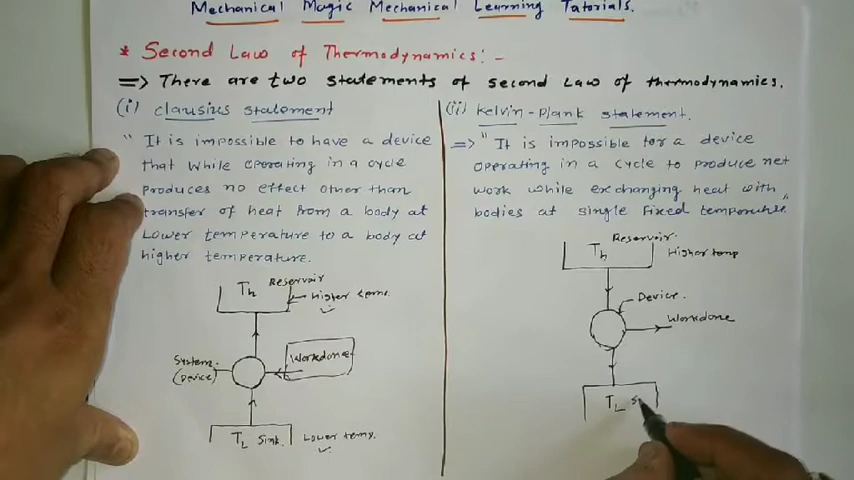 Mechanical Magic Mechanical Learning Tutorials.
* Second Law of Thermodynamics:-
=> There are two statements of second Law of thermodynamics.
(i) clausius statement
" It is impossible to have a device
that while operating in a cycle
produces no effect other than
transfer of heat from a body at
Lower temperature to a body at
higher temperature.
Th Reservoir
Higher temp.
System.
(Device)
Workdone
TL Sink.
Lower temp.
(ii) Kelvin-Plank statement.
=> " It is impossible for a device
operating in a cycle to produce net
work while exchanging heat with
bodies at single fixed temperature. "
Reservoir.
Th
Higher temp
Device.
Workdone
TL S